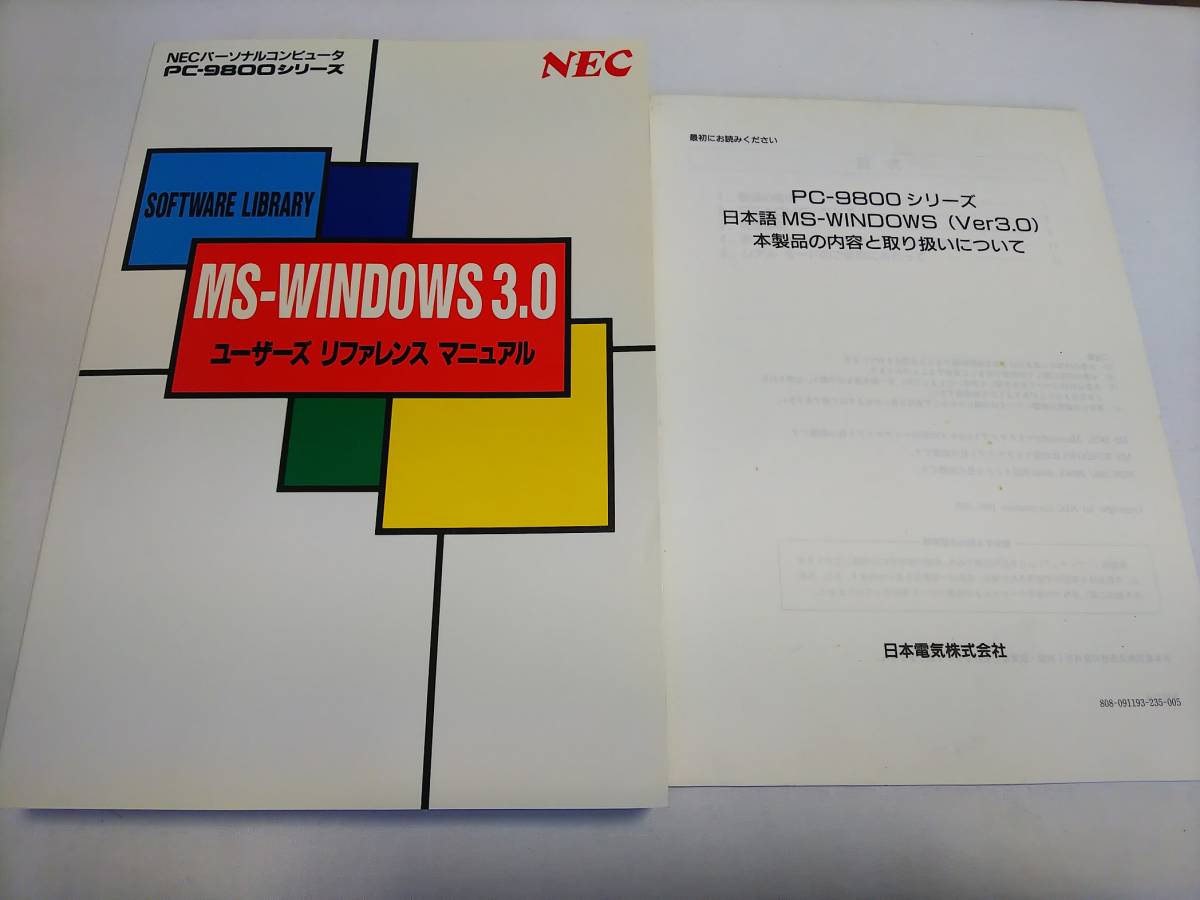 NECパーソナルコンピュータ
PC-9800シリーズ
NEC
SOFTWARE LIBRARY
MS-WINDOWS 3.0
ユーザーズ リファレンス マニュアル
最初にお読みください
PC-9800シリーズ
日本語 MS-WINDOWS (Ver3.0)
本製品の内容と取り扱いについて
日本電気株式会社
808-091193-235-005